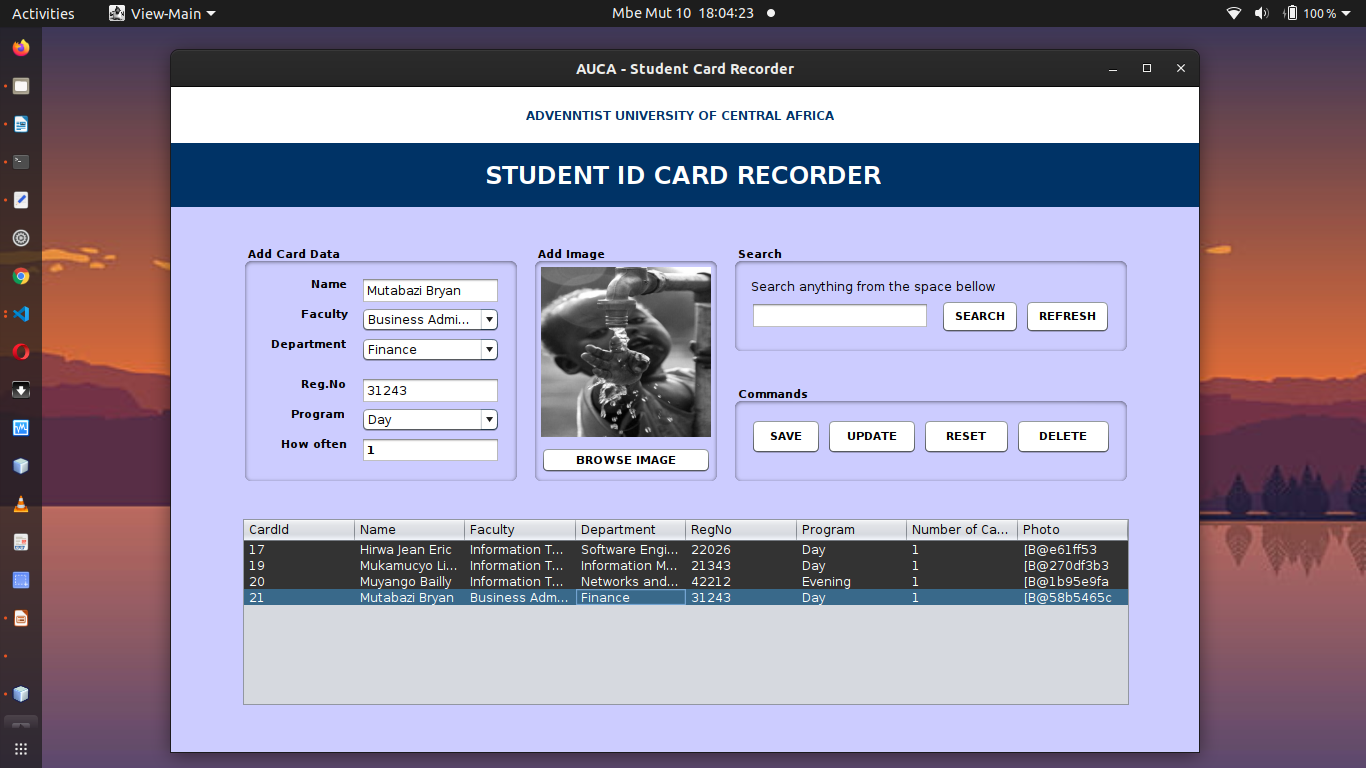 Activities View-Main Mbe Mut 10 18:04:23 100 %
AUCA - Student Card Recorder
ADVENNTIST UNIVERSITY OF CENTRAL AFRICA
STUDENT ID CARD RECORDER
Add Card Data
Name Mutabazi Bryan
Faculty Business Admi...
Department Finance
Reg.No 31243
Program Day
How often 1
Add Image
BROWSE IMAGE
Search
Search anything from the space bellow
SEARCH REFRESH
Commands
SAVE UPDATE RESET DELETE
CardId Name Faculty Department RegNo Program Number of Ca... Photo
17 Hirwa Jean Eric Information T... Software Engi... 22026 Day 1 [B@e61ff53
19 Mukamucyo Li... Information T... Information M... 21343 Day 1 [B@270df3b3
20 Muyango Bailly Information T... Networks and... 42212 Evening 1 [B@1b95e9fa
21 Mutabazi Bryan Business Adm... Finance 31243 Day 1 [B@58b5465c